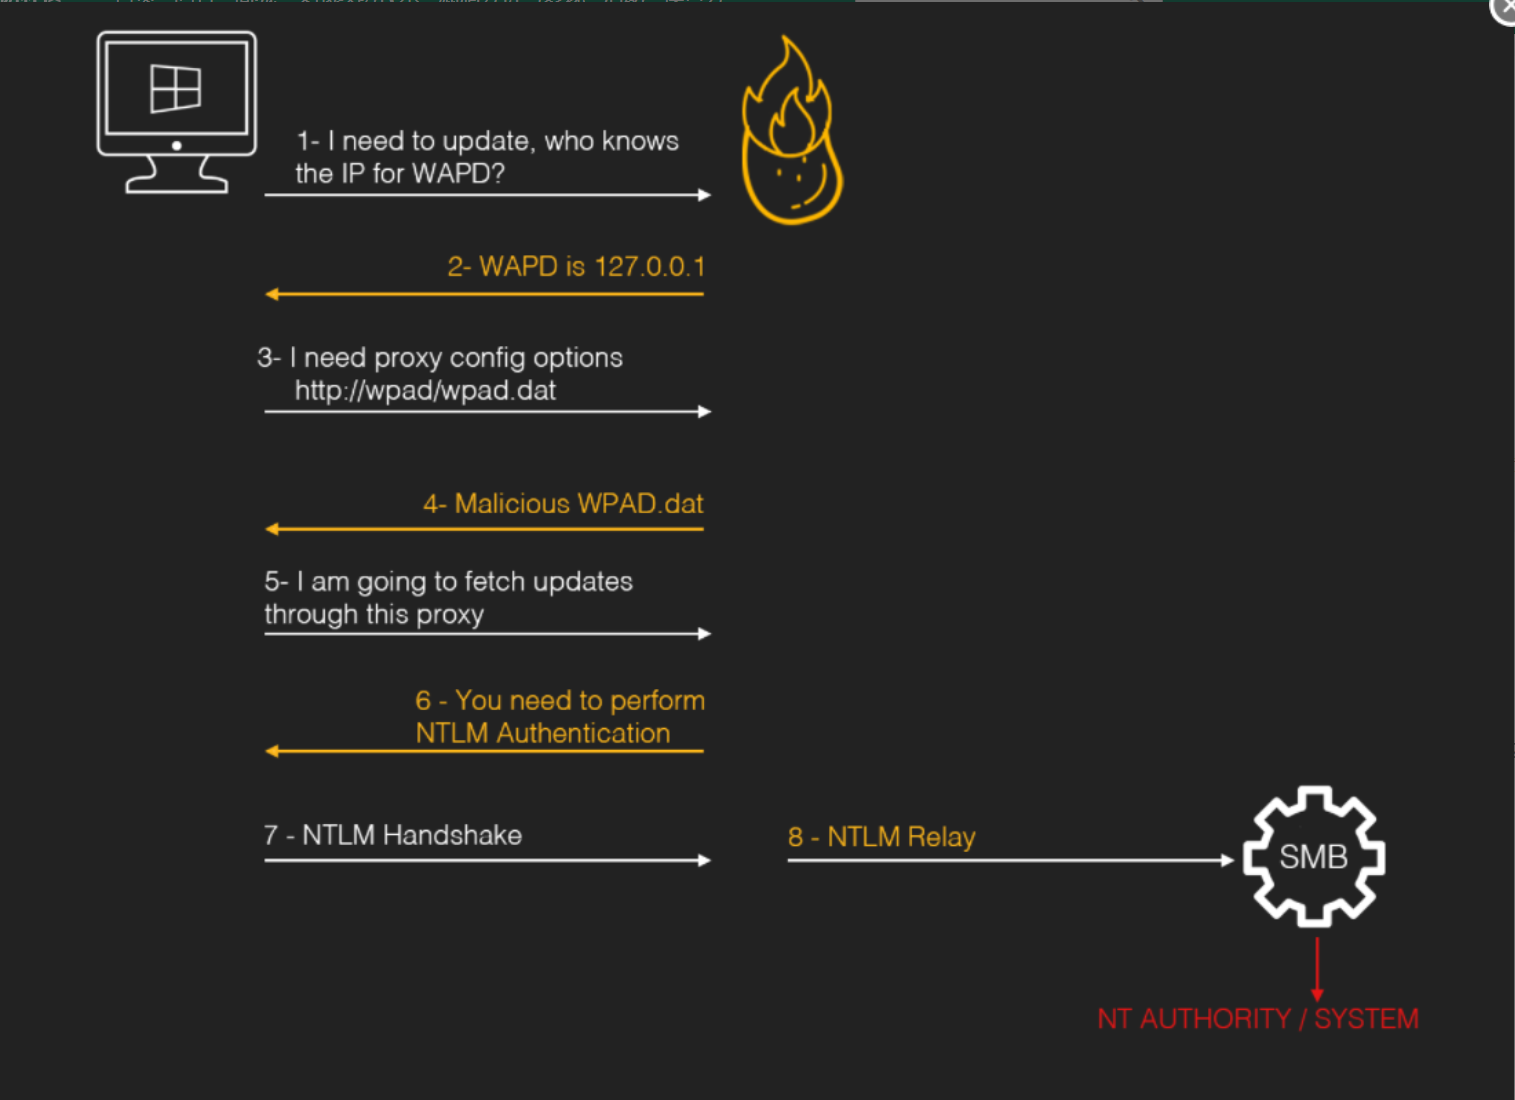 1- I need to update, who knows
the IP for WAPD?
2- WAPD is 127.0.0.1
3- I need proxy config options
http://wpad/wpad.dat
4- Malicious WPAD.dat
5- I am going to fetch updates
through this proxy
6 - You need to perform
NTLM Authentication
7 - NTLM Handshake
8 - NTLM Relay
SMB
NT AUTHORITY / SYSTEM